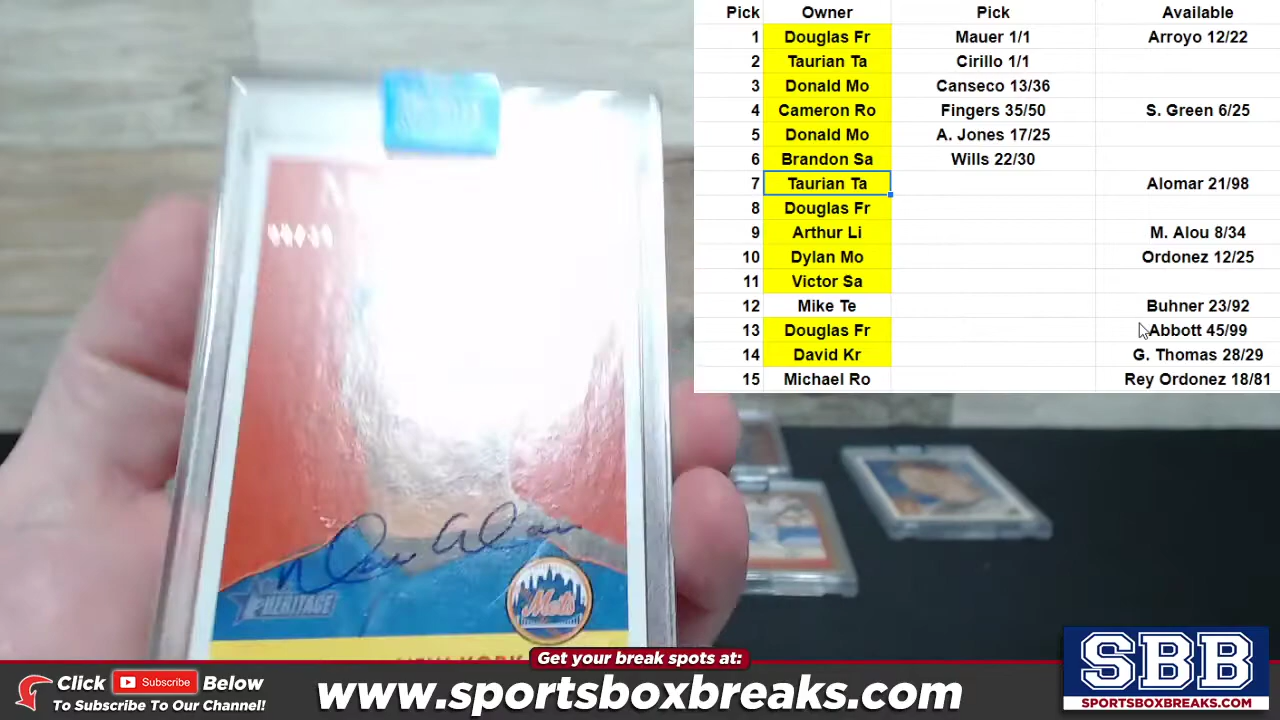 Pick Owner Pick Available
1 Douglas Fr Mauer 1/1 Arroyo 12/22
2 Taurian Ta Cirillo 1/1
3 Donald Mo Canseco 13/36
4 Cameron Ro Fingers 35/50 S. Green 6/25
5 Donald Mo A. Jones 17/25
6 Brandon Sa Wills 22/30
7 Taurian Ta Alomar 21/98
8 Douglas Fr
9 Arthur Li M. Alou 8/34
10 Dylan Mo Ordonez 12/25
11 Victor Sa
12 Mike Te Buhner 23/92
13 Douglas Fr Abbott 45/99
14 David Kr G. Thomas 28/29
15 Michael Ro Rey Ordonez 18/81
HERITAGE
Mets
NEW YORK
Get your break spots at:
Click Subscribe Below
To Subscribe To Our Channel!
www.sportsboxbreaks.com
SBB
SPORTSBOXBREAKS.COM